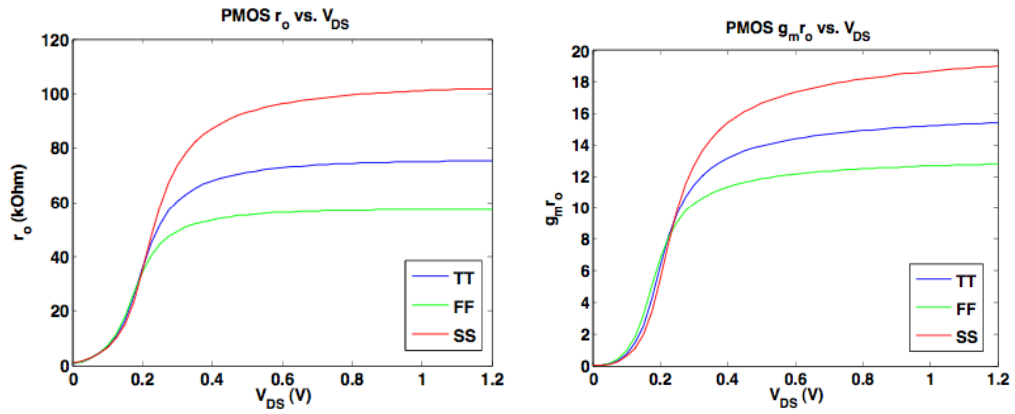 PMOS r_o vs. V_DS
120
100
80
60
40
20
0
r_o (kOhm)
0 0.2 0.4 0.6 0.8 1 1.2
V_DS (V)
TT
FF
SS
PMOS g_m r_o vs. V_DS
20
18
16
14
12
10
8
6
4
2
0
g_m r_o
0 0.2 0.4 0.6 0.8 1 1.2
V_DS (V)
TT
FF
SS